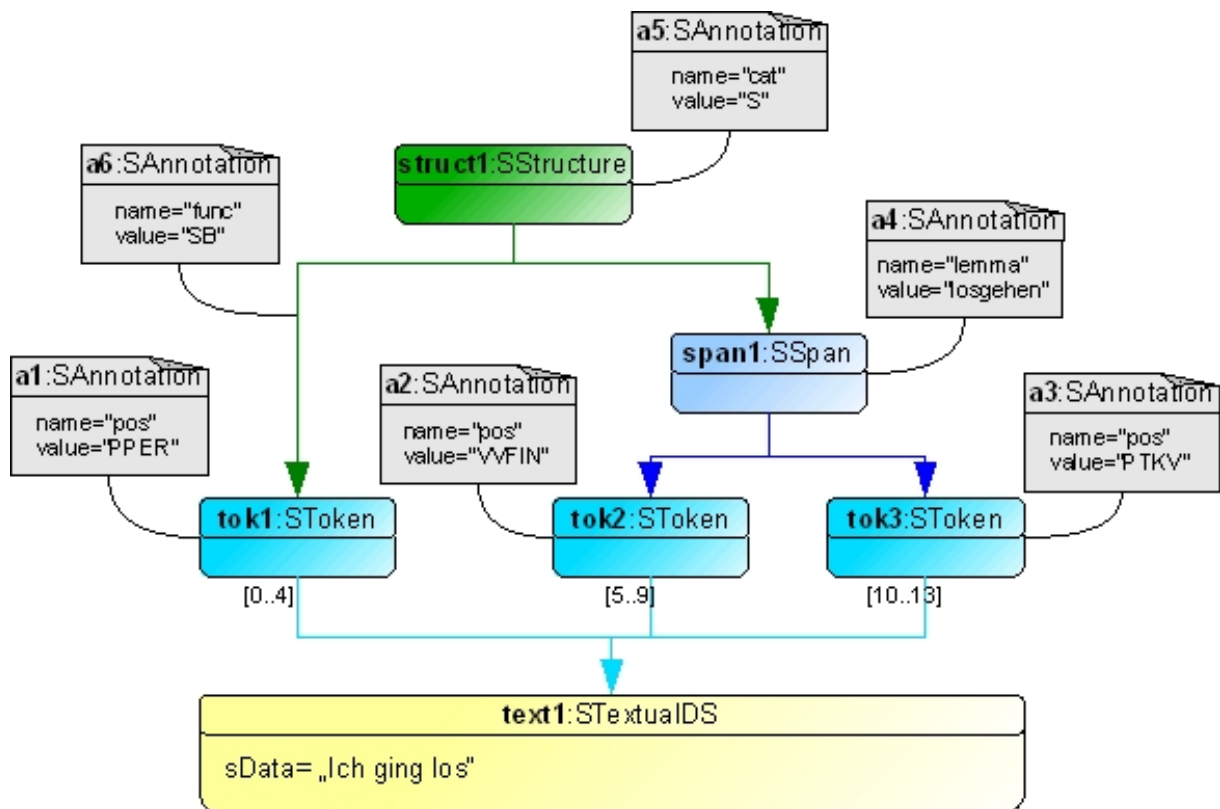 a5:SAnnotation
name="cat"
value="S"
a6:SAnnotation
name="func"
value="SB"
struct1:SStructure
a4:SAnnotation
name="lemma"
value="losgehen"
span1:SSpan
a1:SAnnotation
name="pos"
value="PPER"
a2:SAnnotation
name="pos"
value="VVFIN"
a3:SAnnotation
name="pos"
value="PTKV"
tok1:SToken
tok2:SToken
tok3:SToken
[0..4]
[5..9]
[10..13]
text1:STextualDS
sData= „Ich ging los”